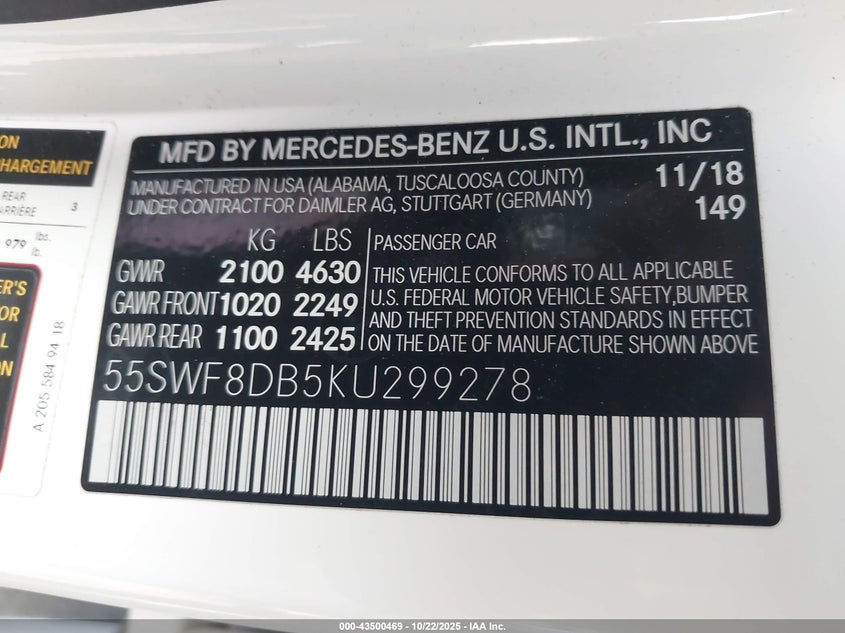 ON
CHARGEMENT
REAR
ARRIÈRE 3
979 lbs. lb.
ER'S
OR
L
ON
A 205 584 94 18
MFD BY MERCEDES-BENZ U.S. INTL., INC
MANUFACTURED IN USA (ALABAMA, TUSCALOOSA COUNTY) 11/18
UNDER CONTRACT FOR DAIMLER AG, STUTTGART (GERMANY) 149
KG LBS PASSENGER CAR
GVWR 2100 4630 THIS VEHICLE CONFORMS TO ALL APPLICABLE
GAWR FRONT 1020 2249 U.S. FEDERAL MOTOR VEHICLE SAFETY,BUMPER
AND THEFT PREVENTION STANDARDS IN EFFECT
GAWR REAR 1100 2425 ON THE DATE OF MANUFACTURE SHOWN ABOVE
55SWF8DB5KU299278
000-43500469 - 10/22/2025 - IAA Inc.